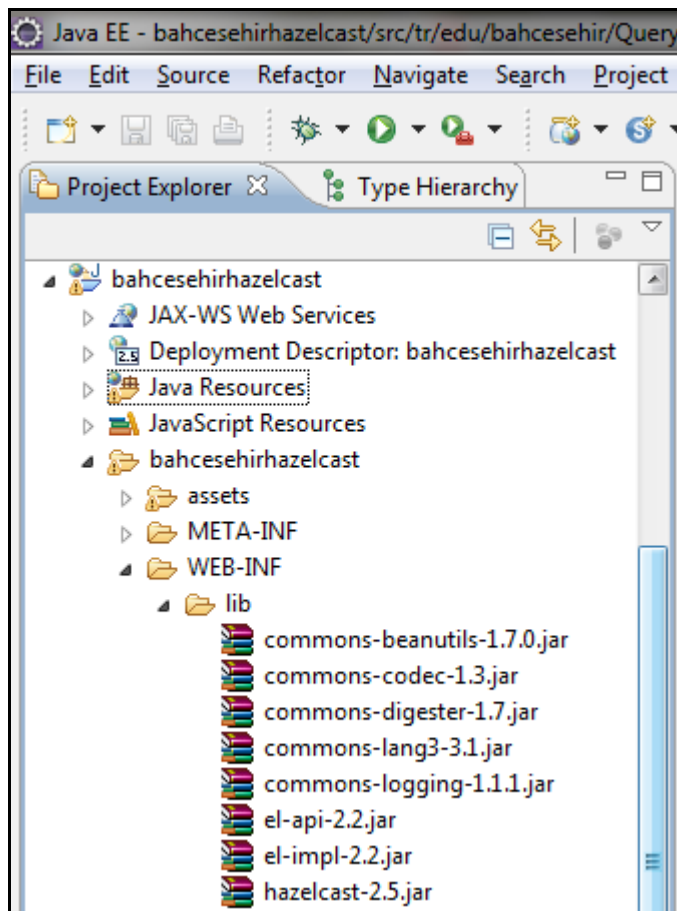 Java EE - bahcesehirhazelcast/src/tr/edu/bahcesehir/Query
File Edit Source Refactor Navigate Search Project
Project Explorer Type Hierarchy
bahcesehirhazelcast
JAX-WS Web Services
2.5 Deployment Descriptor: bahcesehirhazelcast
Java Resources
JavaScript Resources
bahcesehirhazelcast
assets
META-INF
WEB-INF
lib
commons-beanutils-1.7.0.jar
commons-codec-1.3.jar
commons-digester-1.7.jar
commons-lang3-3.1.jar
commons-logging-1.1.1.jar
el-api-2.2.jar
el-impl-2.2.jar
hazelcast-2.5.jar